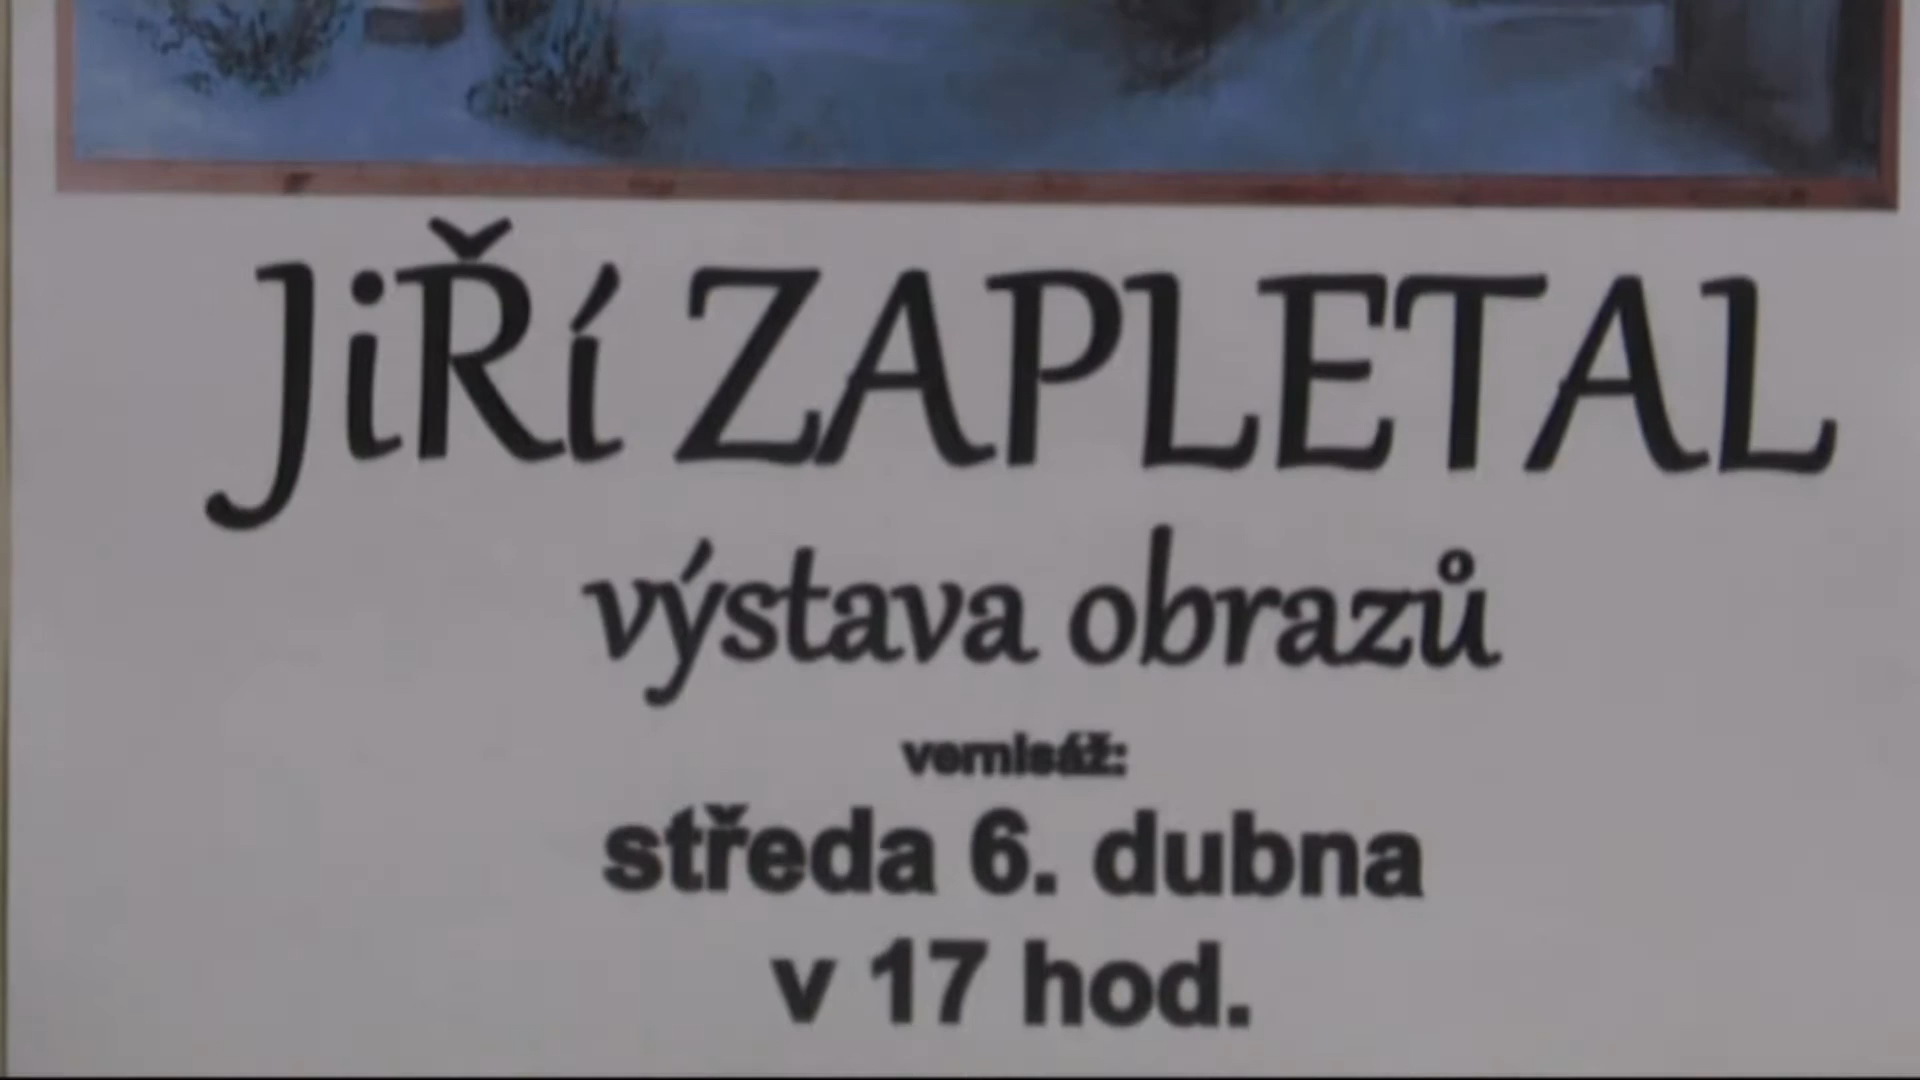 JiŘí ZAPLETAL
výstava obrazů
vernisáž:
středa 6. dubna
v 17 hod.